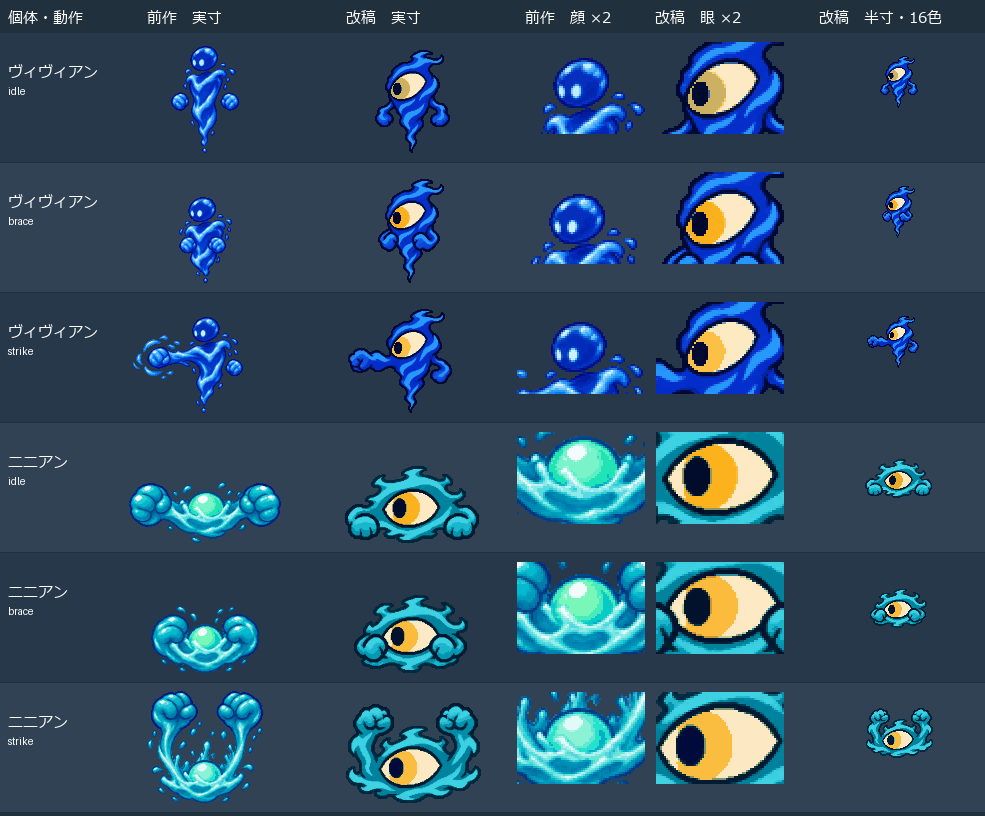 個体・動作 前作 実寸 改稿 実寸 前作 顔 ×2 改稿 眼 ×2 改稿 半寸・16色
ヴィヴィアン
idle
ヴィヴィアン
brace
ヴィヴィアン
strike
ニニアン
idle
ニニアン
brace
ニニアン
strike